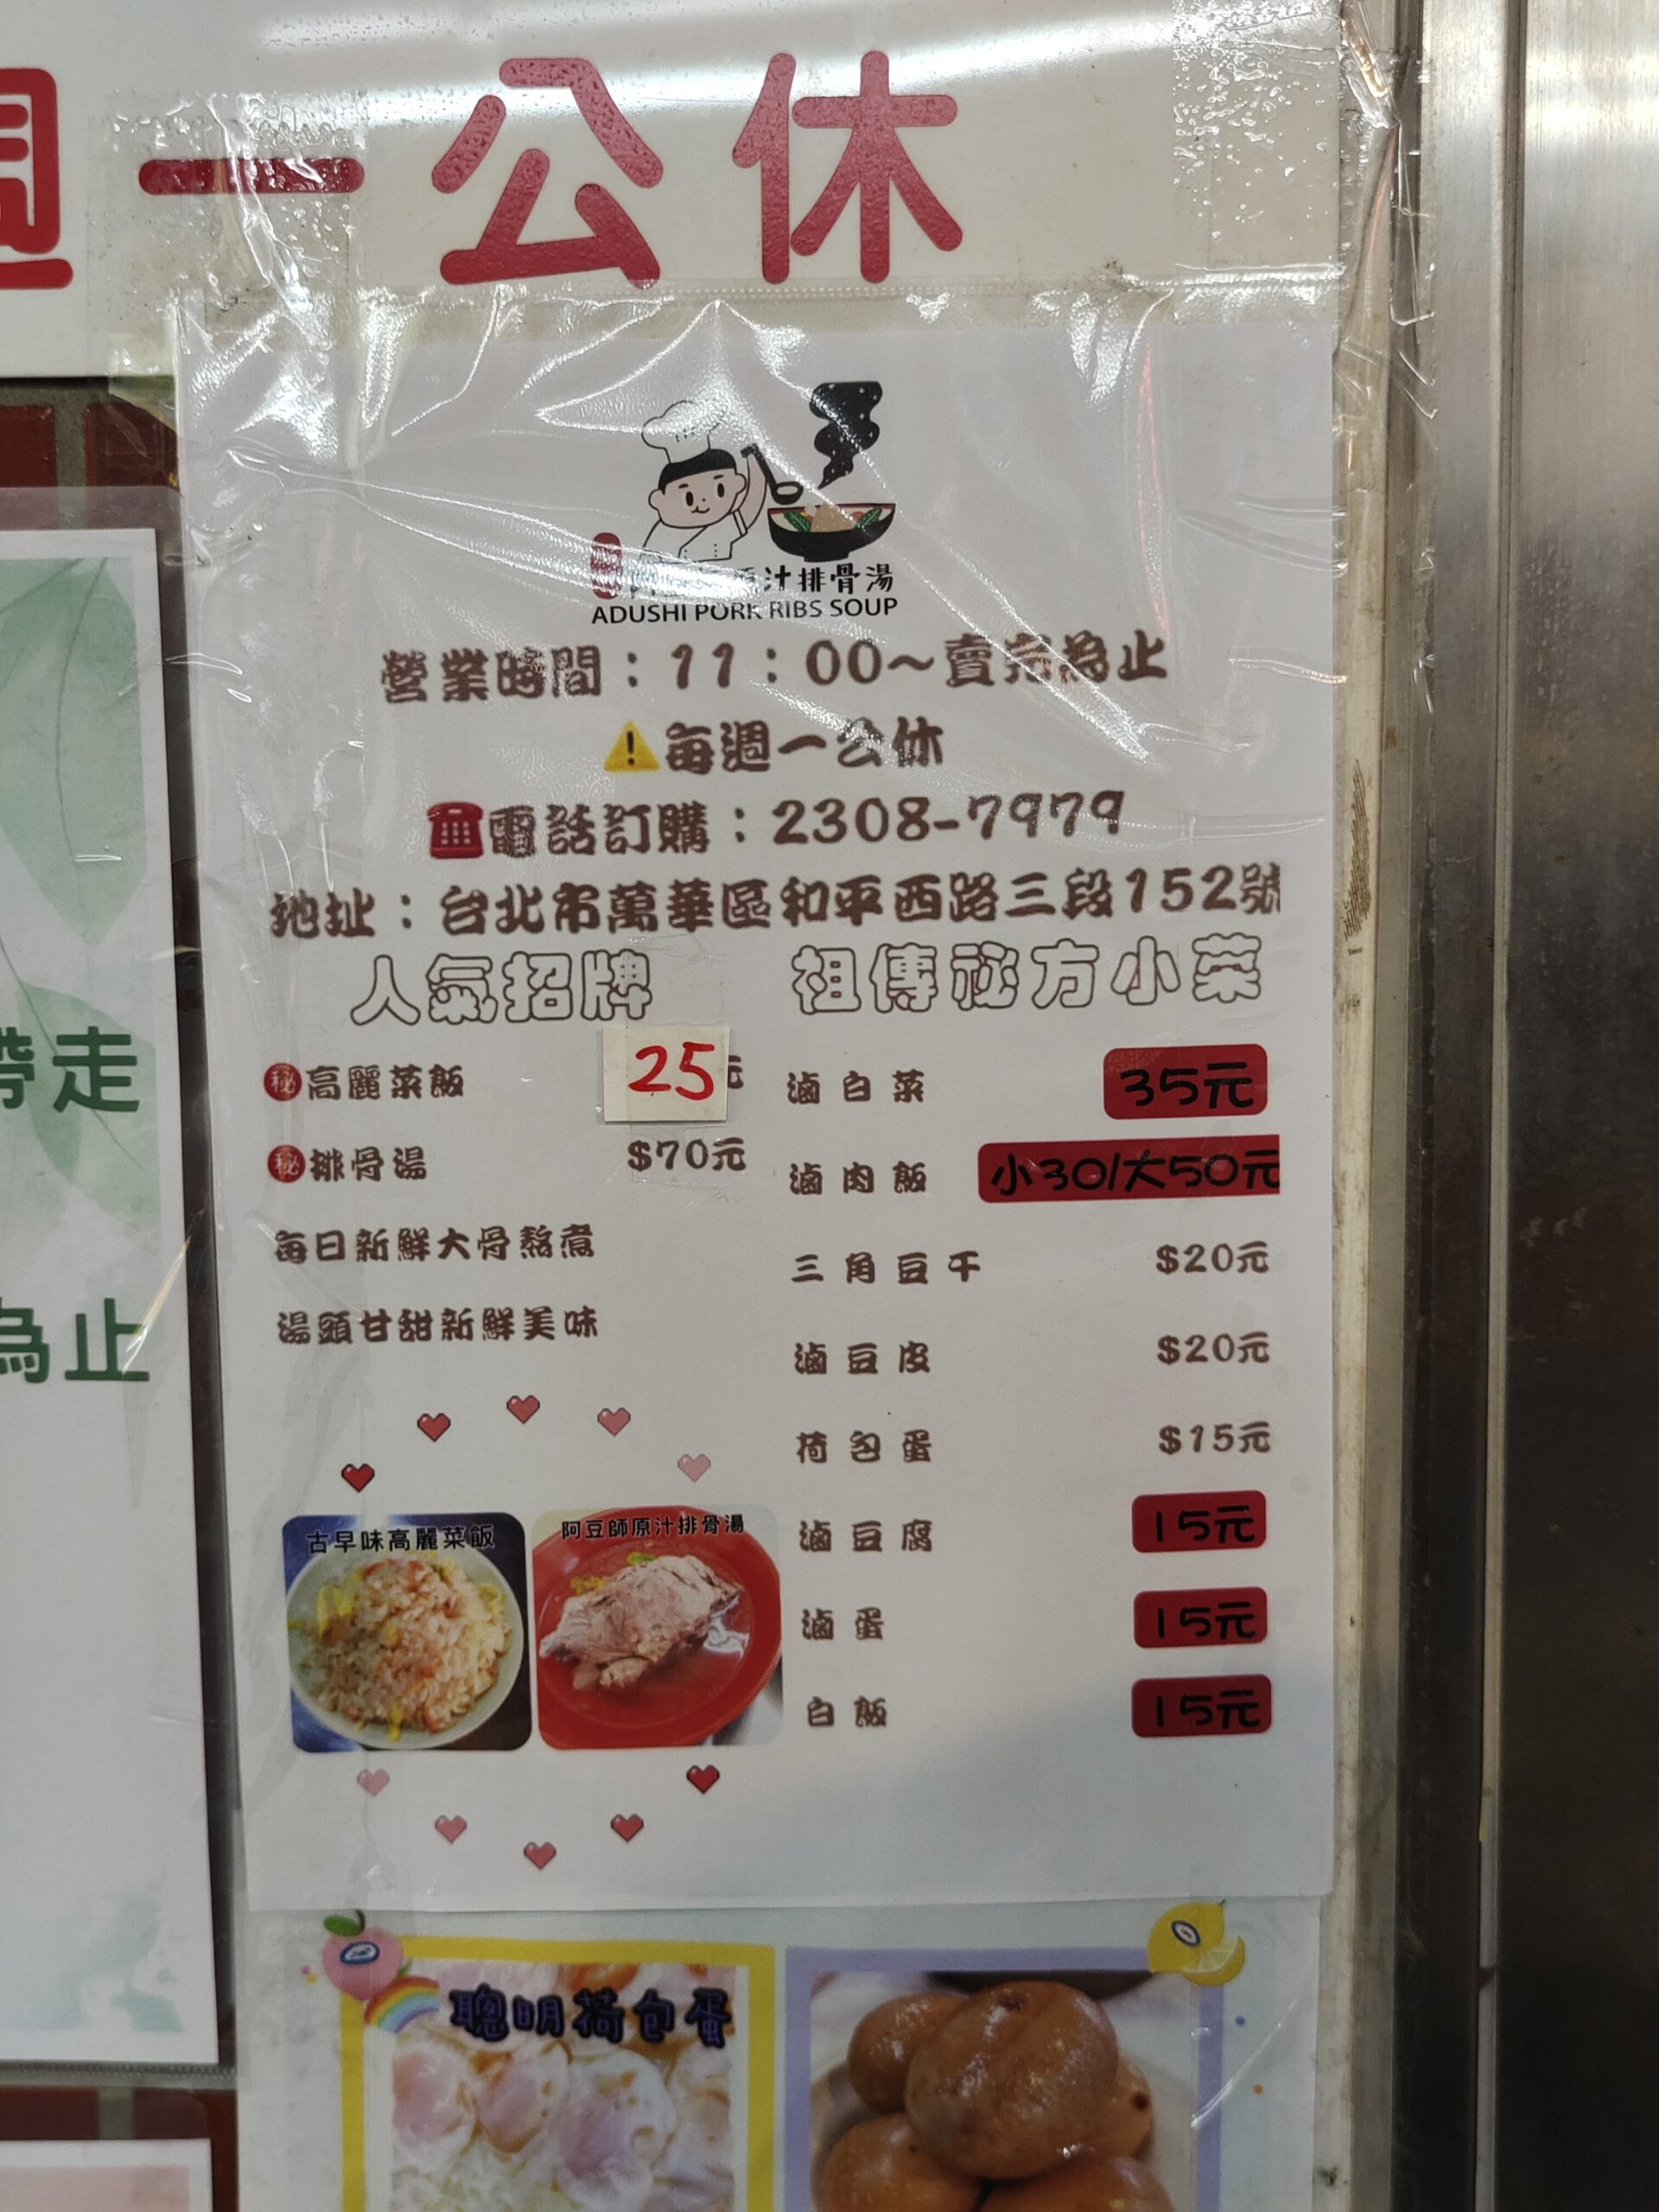 週一公休
原汁排骨湯
ADUSHI PORK RIBS SOUP
營業時間：11：00～賣完為止
⚠️每週一公休
☎️電話訂購：2308-7979
地址：台北市萬華區和平西路三段152號
人氣招牌
祖傳祕方小菜
秘高麗菜飯 25元
秘排骨湯 $70元
每日新鮮大骨熬煮
湯頭甘甜新鮮美味
古早味高麗菜飯
阿豆師原汁排骨湯
滷白菜 35元
滷肉飯 小30/大50元
三角豆干 $20元
滷豆皮 $20元
荷包蛋 $15元
滷豆腐 15元
滷蛋 15元
白飯 15元
帶走
為止
聰明荷包蛋